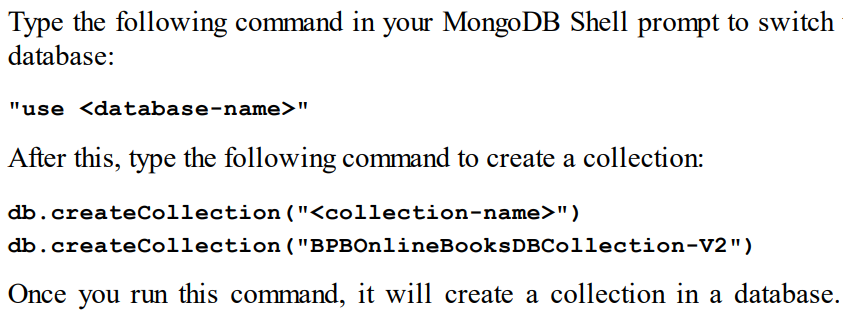 Type the following command in your MongoDB Shell prompt to switch
database:
"use <database-name>"
After this, type the following command to create a collection:
db.createCollection("<collection-name>")
db.createCollection("BPBOnlineBooksDBCollection-V2")
Once you run this command, it will create a collection in a database.